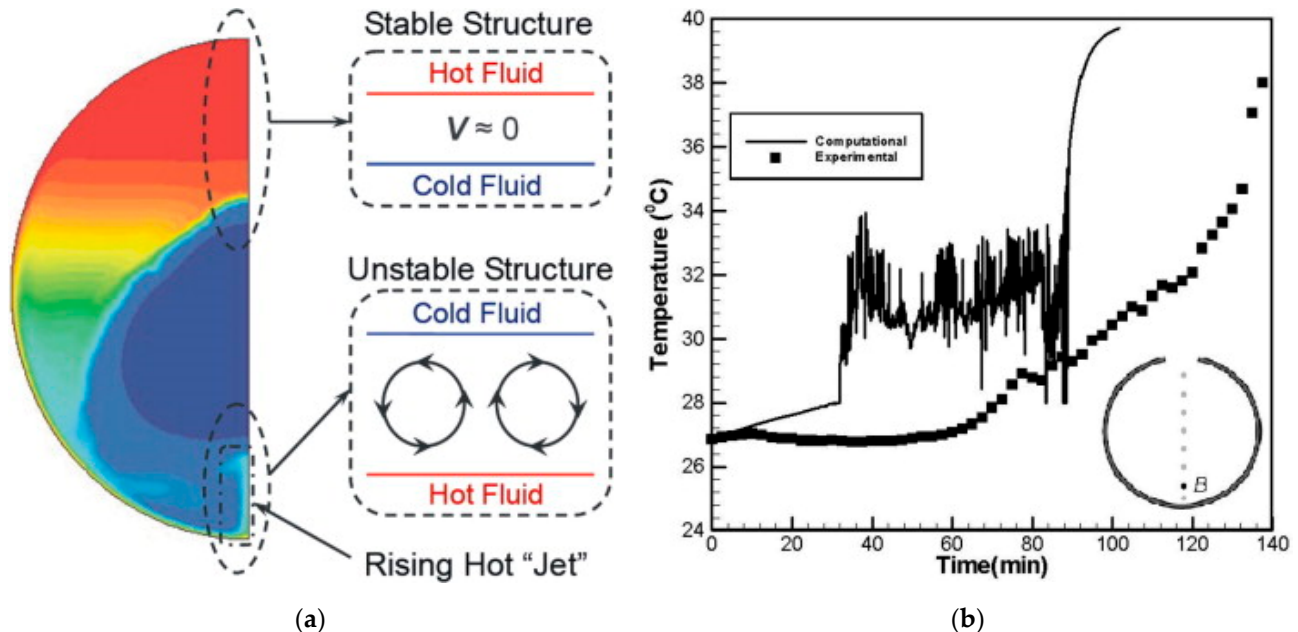 Stable Structure
Hot Fluid
V ≈ 0
Cold Fluid
Unstable Structure
Cold Fluid
Hot Fluid
Rising Hot “Jet”
(a)
40
38
36
34
32
30
28
26
24
Temperature (⁰C)
Computational
Experimental
B
0 20 40 60 80 100 120 140
Time(min)
(b)